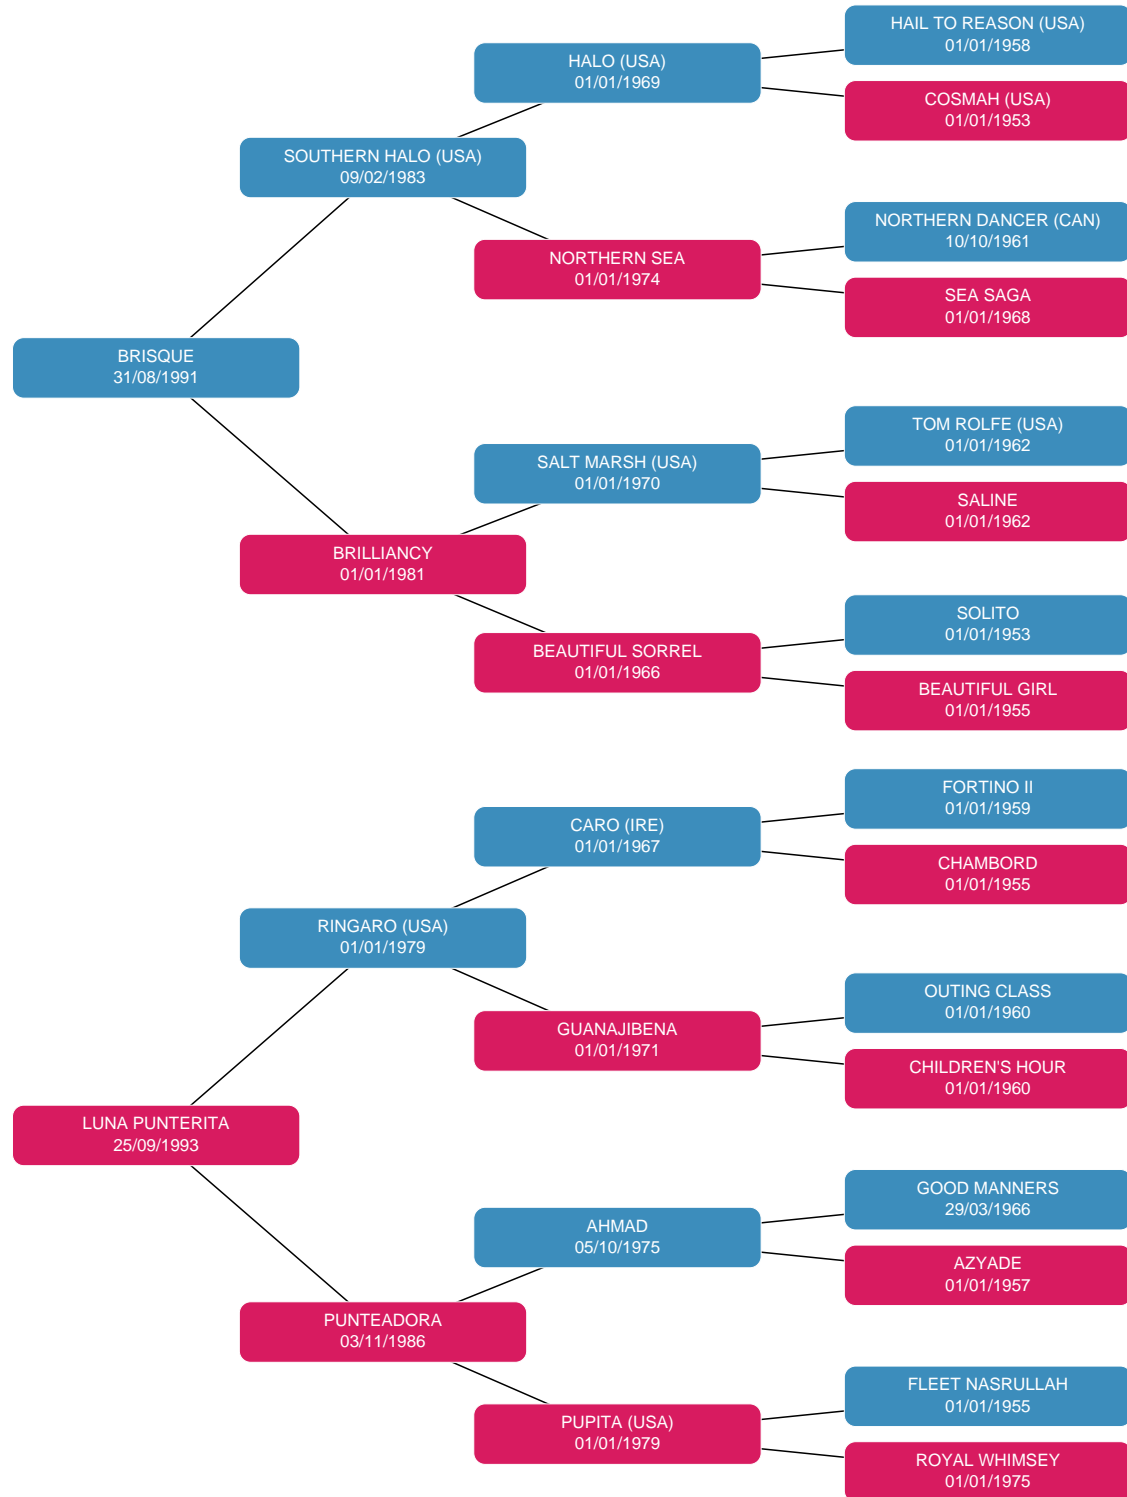 HAIL TO REASON (USA)
01/01/1958
HALO (USA)
01/01/1969
COSMAH (USA)
01/01/1953
SOUTHERN HALO (USA)
09/02/1983
NORTHERN DANCER (CAN)
10/10/1961
NORTHERN SEA
01/01/1974
SEA SAGA
01/01/1968
BRISQUE
31/08/1991
TOM ROLFE (USA)
01/01/1962
SALT MARSH (USA)
01/01/1970
SALINE
01/01/1962
BRILLIANCY
01/01/1981
SOLITO
01/01/1953
BEAUTIFUL SORREL
01/01/1966
BEAUTIFUL GIRL
01/01/1955
FORTINO II
01/01/1959
CARO (IRE)
01/01/1967
CHAMBORD
01/01/1955
RINGARO (USA)
01/01/1979
OUTING CLASS
01/01/1960
GUANAJIBENA
01/01/1971
CHILDREN'S HOUR
01/01/1960
LUNA PUNTERITA
25/09/1993
GOOD MANNERS
29/03/1966
AHMAD
05/10/1975
AZYADE
01/01/1957
PUNTEADORA
03/11/1986
FLEET NASRULLAH
01/01/1955
PUPITA (USA)
01/01/1979
ROYAL WHIMSEY
01/01/1975